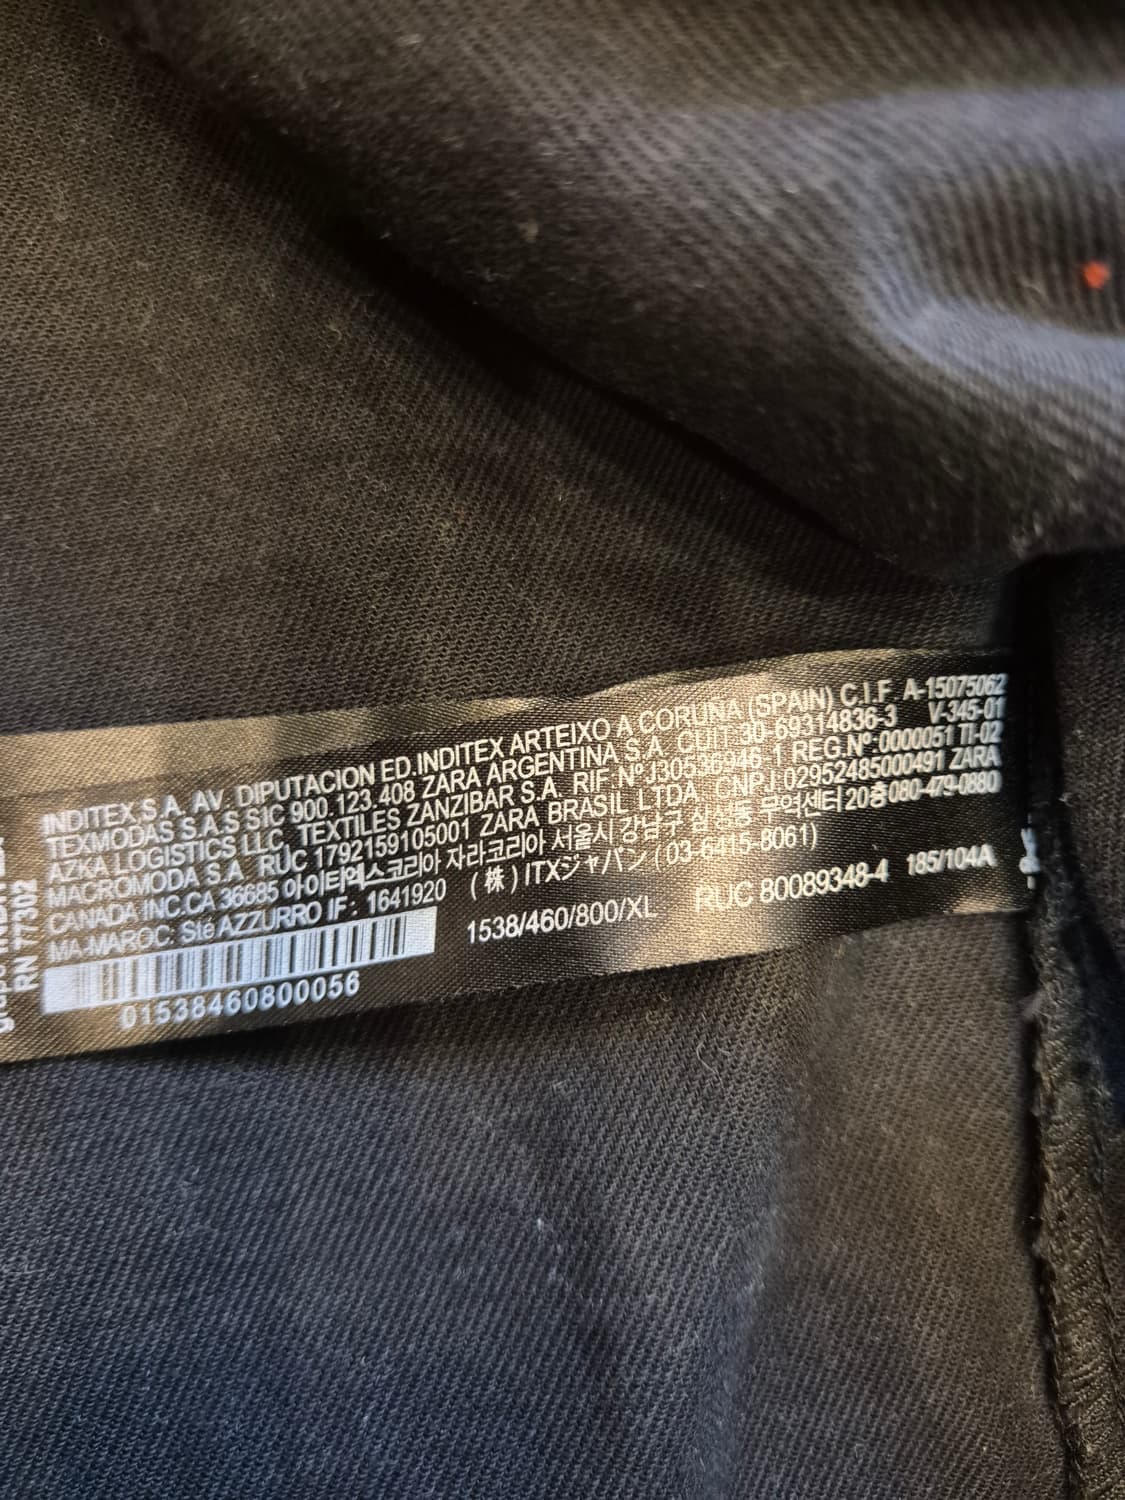 INDITEX,S.A. AV. DIPUTACION ED.INDITEX ARTEIXO A CORUNA (SPAIN) C.I.F A-15075062
TEXMODAS S.A.S SIC 900.123.408 ZARA ARGENTINA S.A. CUIT 30-69314836-3 V-345-01
AZKA LOGISTICS LLC, TEXTILES ZANZIBAR S.A. RIF. Nº J30536946-1 REG.Nº:0000051 TI-02
MACROMODA S.A. RUC 1792159105001 ZARA BRASIL LTDA, CNPJ.02952485000491 ZARA
CANADA INC.CA 36685 아이티엑스코리아 자라코리아 서울시 강남구 삼성동 무역센터 20층 080-479-0880
MA-MAROC: Sté AZZURRO IF: 1641920 (株) ITXジャパン (03-6415-8061)
1538/460/800/XL RUC 80089348-4 185/104A
01538460800056
RN 77302